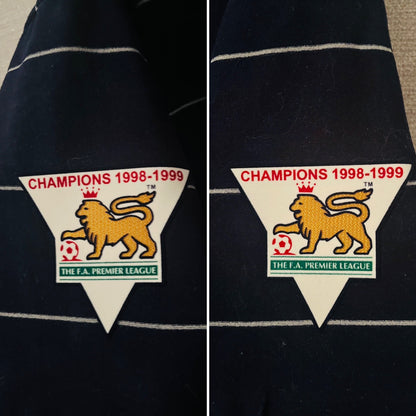 CHAMPIONS 1998-1999
TM
THE F.A. PREMIER LEAGUE
CHAMPIONS 1998-1999
TM
THE F.A. PREMIER LEAGUE